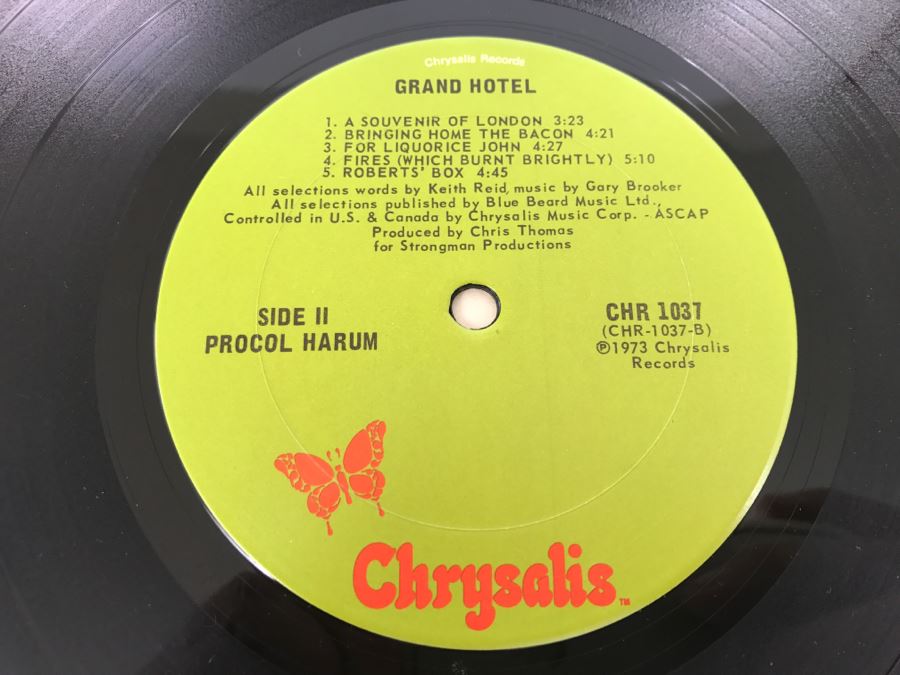 Chrysalis Records
GRAND HOTEL
1. A SOUVENIR OF LONDON 3:23
2. BRINGING HOME THE BACON 4:21
3. FOR LIQUORICE JOHN 4:27
4. FIRES (WHICH BURNT BRIGHTLY) 5:10
5. ROBERTS' BOX 4:45
All selections words by Keith Reid, music by Gary Brooker
All selections published by Blue Beard Music Ltd.,
Controlled in U.S. & Canada by Chrysalis Music Corp. - ASCAP
Produced by Chris Thomas
for Strongman Productions
SIDE II
PROCOL HARUM
CHR 1037
(CHR-1037-B)
℗1973 Chrysalis
Records
Chrysalis™